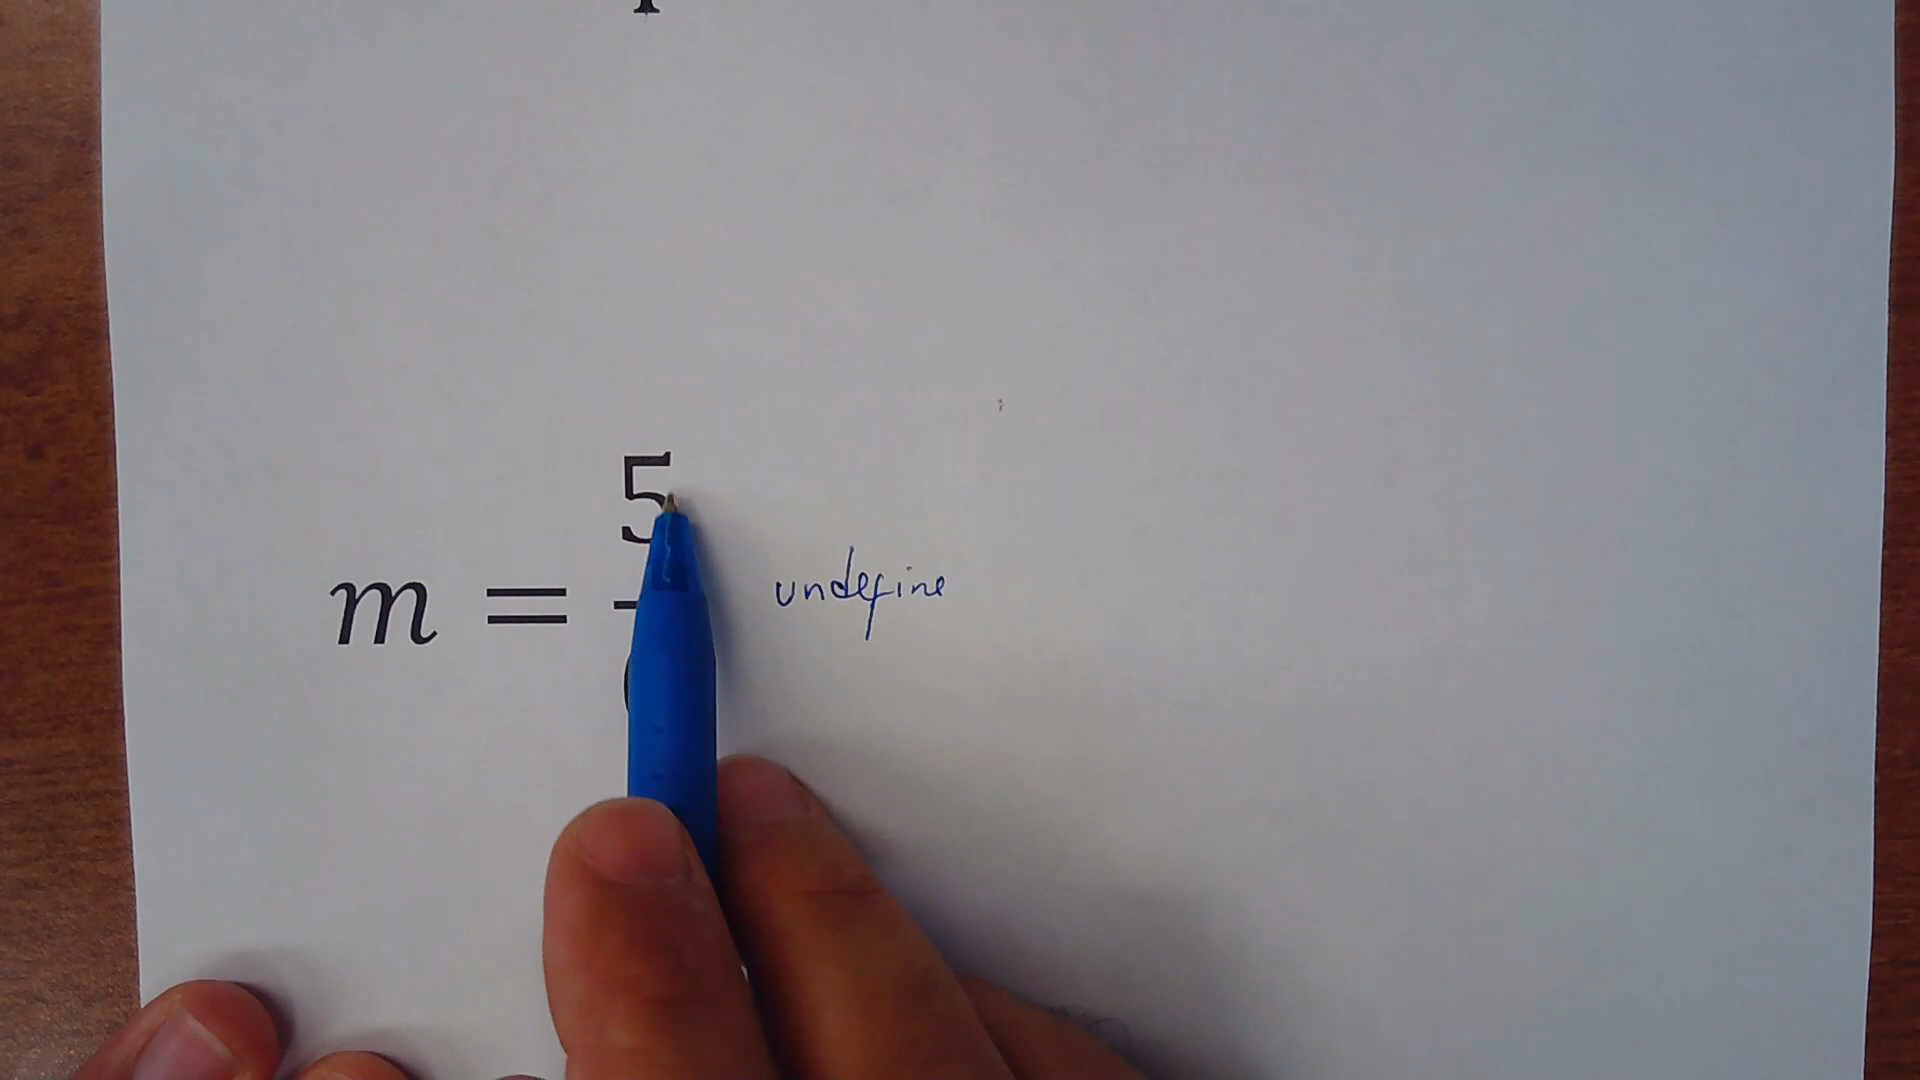 5
m = undefine